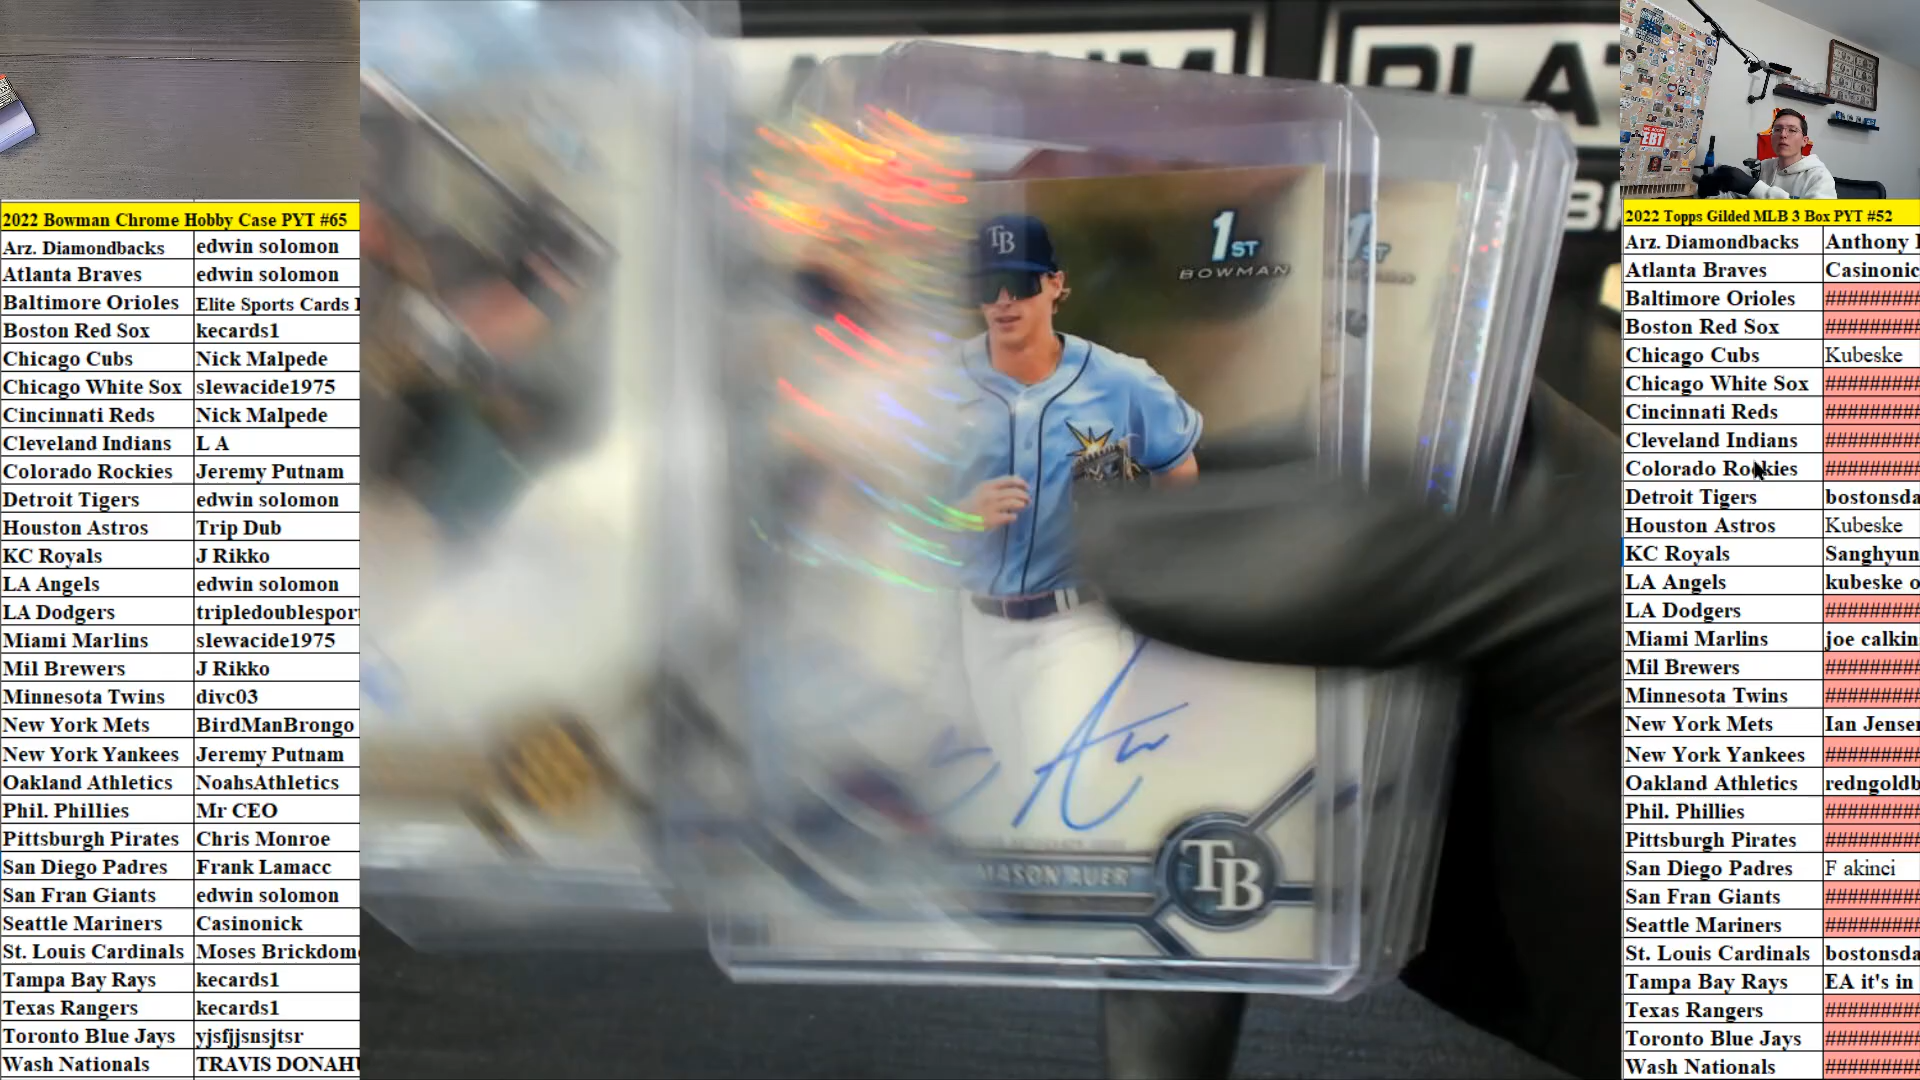 2022 Bowman Chrome Hobby Case PYT #65
Arz. Diamondbacks edwin solomon
Atlanta Braves edwin solomon
Baltimore Orioles Elite Sports Cards
Boston Red Sox kecards1
Chicago Cubs Nick Malpede
Chicago White Sox slewacide1975
Cincinnati Reds Nick Malpede
Cleveland Indians L A
Colorado Rockies Jeremy Putnam
Detroit Tigers edwin solomon
Houston Astros Trip Dub
KC Royals J Rikko
LA Angels edwin solomon
LA Dodgers tripledoublesport
Miami Marlins slewacide1975
Mil Brewers J Rikko
Minnesota Twins divc03
New York Mets BirdManBrongo
New York Yankees Jeremy Putnam
Oakland Athletics NoahsAthletics
Phil. Phillies Mr CEO
Pittsburgh Pirates Chris Monroe
San Diego Padres Frank Lamacc
San Fran Giants edwin solomon
Seattle Mariners Casinonick
St. Louis Cardinals Moses Brickdom
Tampa Bay Rays kecards1
Texas Rangers kecards1
Toronto Blue Jays yjsfjjsnsjtsr
Wash Nationals TRAVIS DONAH
PLA
TB
1ST
BOWMAN
1ST
MASON AUER
TB
EBT
2022 Topps Gilded MLB 3 Box PYT #52
Arz. Diamondbacks Anthony
Atlanta Braves Casinonic
Baltimore Orioles #########
Boston Red Sox #########
Chicago Cubs Kubeske
Chicago White Sox #########
Cincinnati Reds #########
Cleveland Indians #########
Colorado Rockies #########
Detroit Tigers bostonsda
Houston Astros Kubeske
KC Royals Sanghyun
LA Angels kubeske o
LA Dodgers #########
Miami Marlins joe calkin
Mil Brewers #########
Minnesota Twins #########
New York Mets Ian Jensen
New York Yankees #########
Oakland Athletics redngoldb
Phil. Phillies #########
Pittsburgh Pirates #########
San Diego Padres F akinci
San Fran Giants #########
Seattle Mariners #########
St. Louis Cardinals bostonsda
Tampa Bay Rays EA it's in
Texas Rangers #########
Toronto Blue Jays #########
Wash Nationals #########